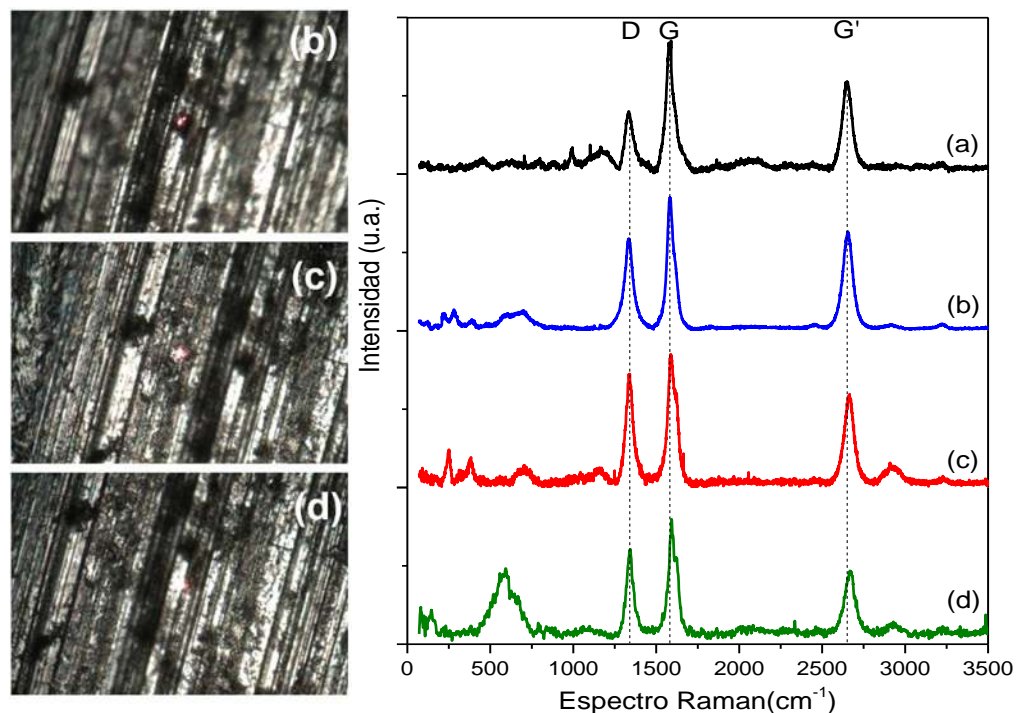 (b)
(c)
(d)
D G G'
(a)
(b)
(c)
(d)
Intensidad (u.a.)
0 500 1000 1500 2000 2500 3000 3500
Espectro Raman(cm⁻¹)